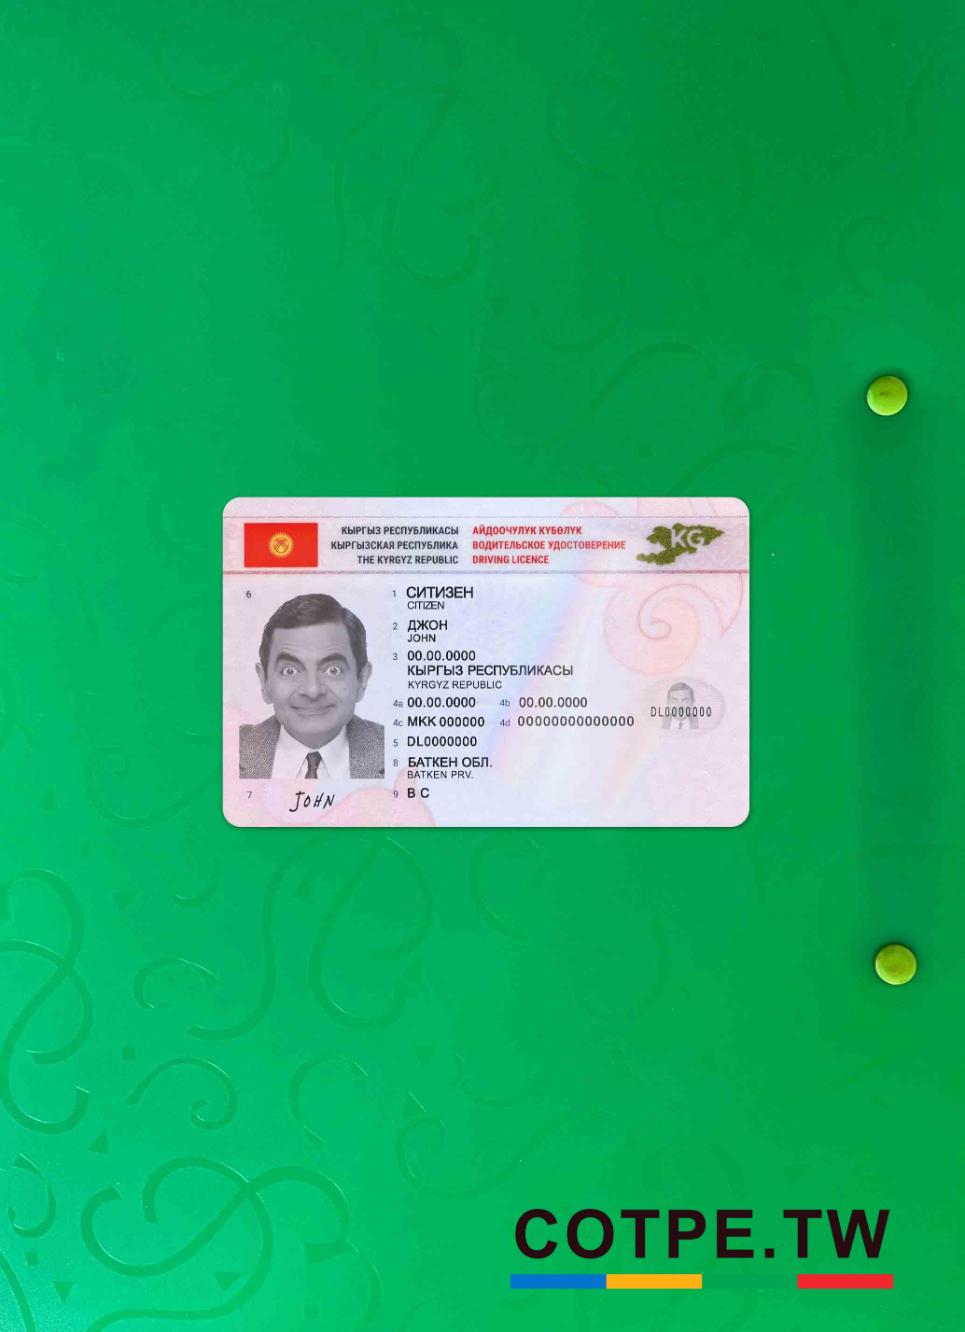 КЫРГЫЗ РЕСПУБЛИКАСЫ АЙДООЧУЛУК КҮБӨЛҮК
КЫРГЫЗСКАЯ РЕСПУБЛИКА ВОДИТЕЛЬСКОЕ УДОСТОВЕРЕНИЕ
THE KYRGYZ REPUBLIC DRIVING LICENCE
KG
6
1 СИТИЗЕН
CITIZEN
2 ДЖОН
JOHN
3 00.00.0000
КЫРГЫЗ РЕСПУБЛИКАСЫ
KYRGYZ REPUBLIC
4a 00.00.0000 4b 00.00.0000
4c МКК 000000 4d 00000000000000
DL0000000
5 DL0000000
8 БАТКЕН ОБЛ.
BATKEN PRV.
7 JOHN
9 B C
COTPE.TW